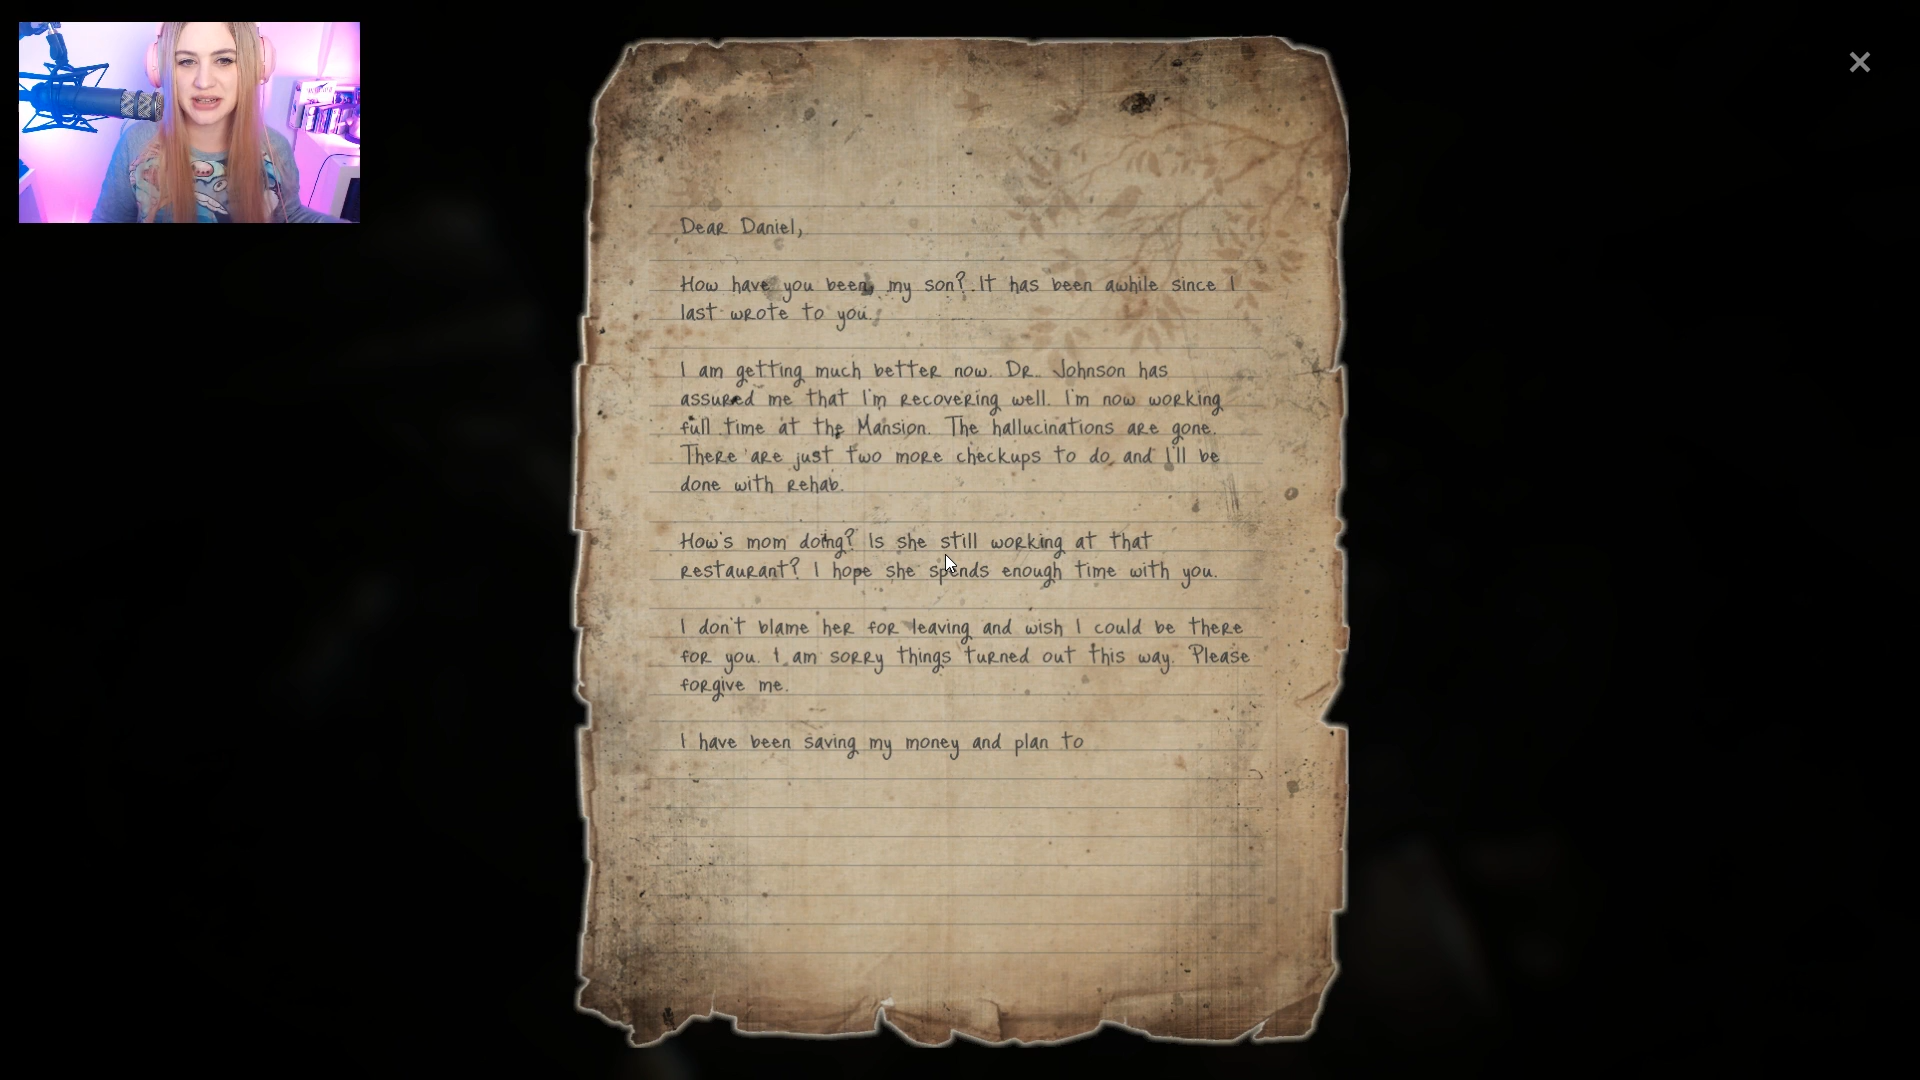 Dear Daniel,
How have you been, my son? It has been awhile since I
last wrote to you.
I am getting much better now. Dr. Johnson has
assured me that I'm recovering well. I'm now working
full time at the Mansion. The hallucinations are gone.
There are just two more checkups to do and I'll be
done with rehab.
How's mom doing? Is she still working at that
restaurant? I hope she spends enough time with you.
I don't blame her for leaving and wish I could be there
for you. I am sorry things turned out this way. Please
forgive me.
I have been saving my money and plan to